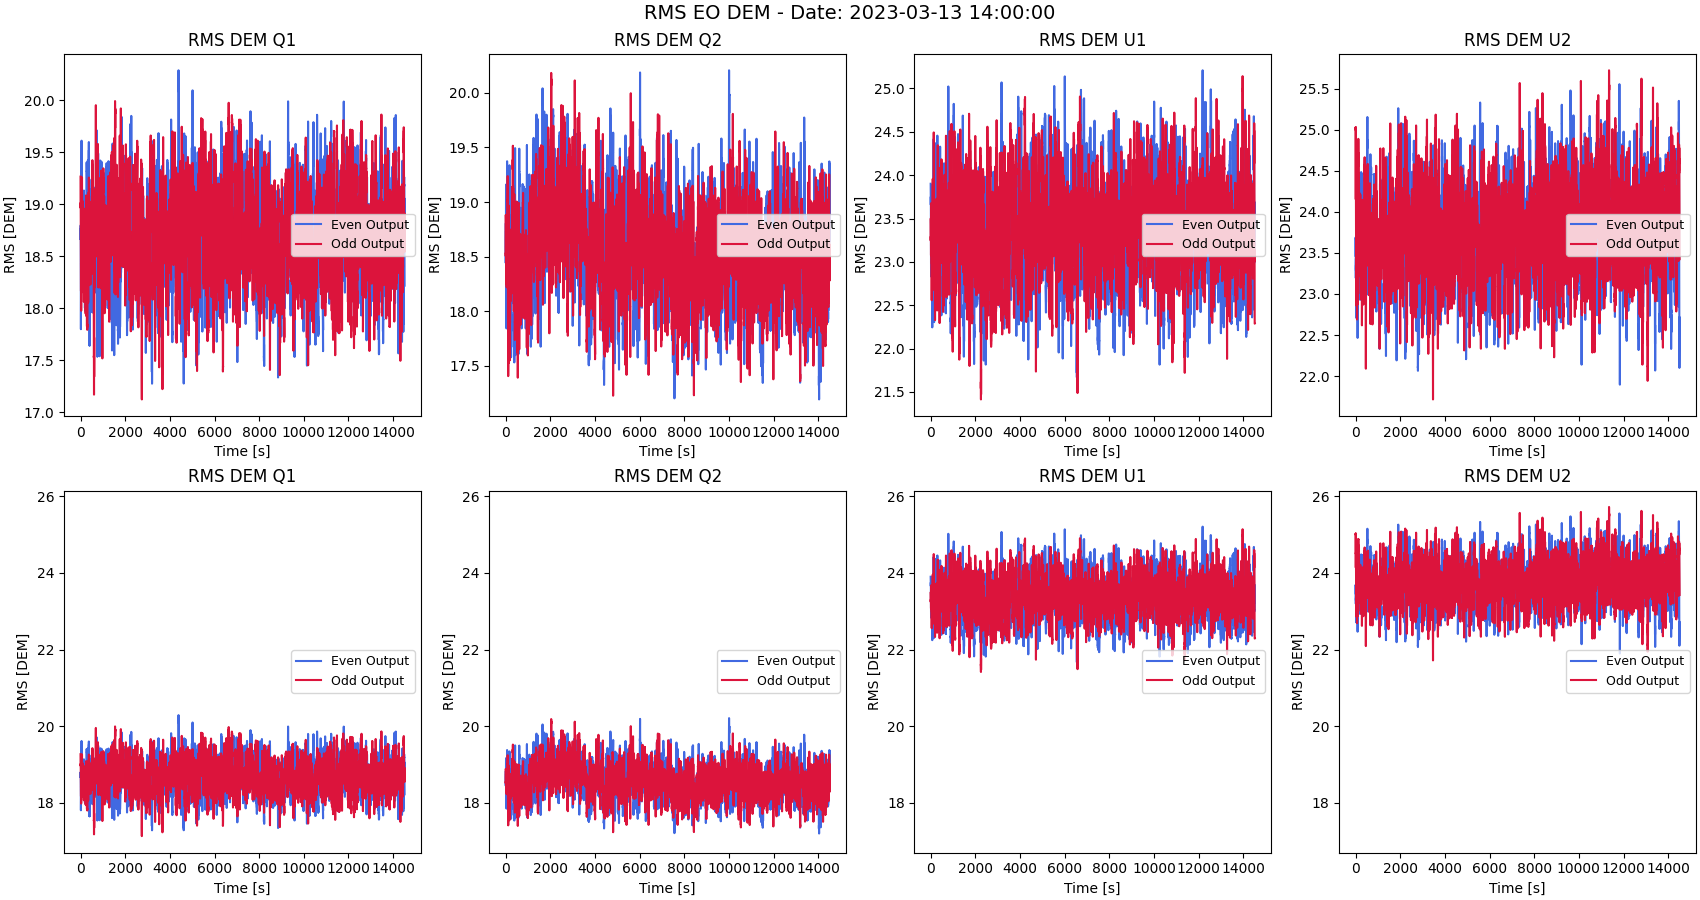 RMS EO DEM - Date: 2023-03-13 14:00:00
RMS DEM Q1
RMS [DEM]
20.0
19.5
19.0
18.5
18.0
17.5
17.0
Even Output
Odd Output
0 2000 4000 6000 8000 10000 12000 14000
Time [s]
RMS DEM Q2
RMS [DEM]
20.0
19.5
19.0
18.5
18.0
17.5
Even Output
Odd Output
0 2000 4000 6000 8000 10000 12000 14000
Time [s]
RMS DEM U1
RMS [DEM]
25.0
24.5
24.0
23.5
23.0
22.5
22.0
21.5
Even Output
Odd Output
0 2000 4000 6000 8000 10000 12000 14000
Time [s]
RMS DEM U2
RMS [DEM]
25.5
25.0
24.5
24.0
23.5
23.0
22.5
22.0
Even Output
Odd Output
0 2000 4000 6000 8000 10000 12000 14000
Time [s]
RMS DEM Q1
RMS [DEM]
26
24
22
20
18
Even Output
Odd Output
0 2000 4000 6000 8000 10000 12000 14000
Time [s]
RMS DEM Q2
RMS [DEM]
26
24
22
20
18
Even Output
Odd Output
0 2000 4000 6000 8000 10000 12000 14000
Time [s]
RMS DEM U1
RMS [DEM]
26
24
22
20
18
Even Output
Odd Output
0 2000 4000 6000 8000 10000 12000 14000
Time [s]
RMS DEM U2
RMS [DEM]
26
24
22
20
18
Even Output
Odd Output
0 2000 4000 6000 8000 10000 12000 14000
Time [s]